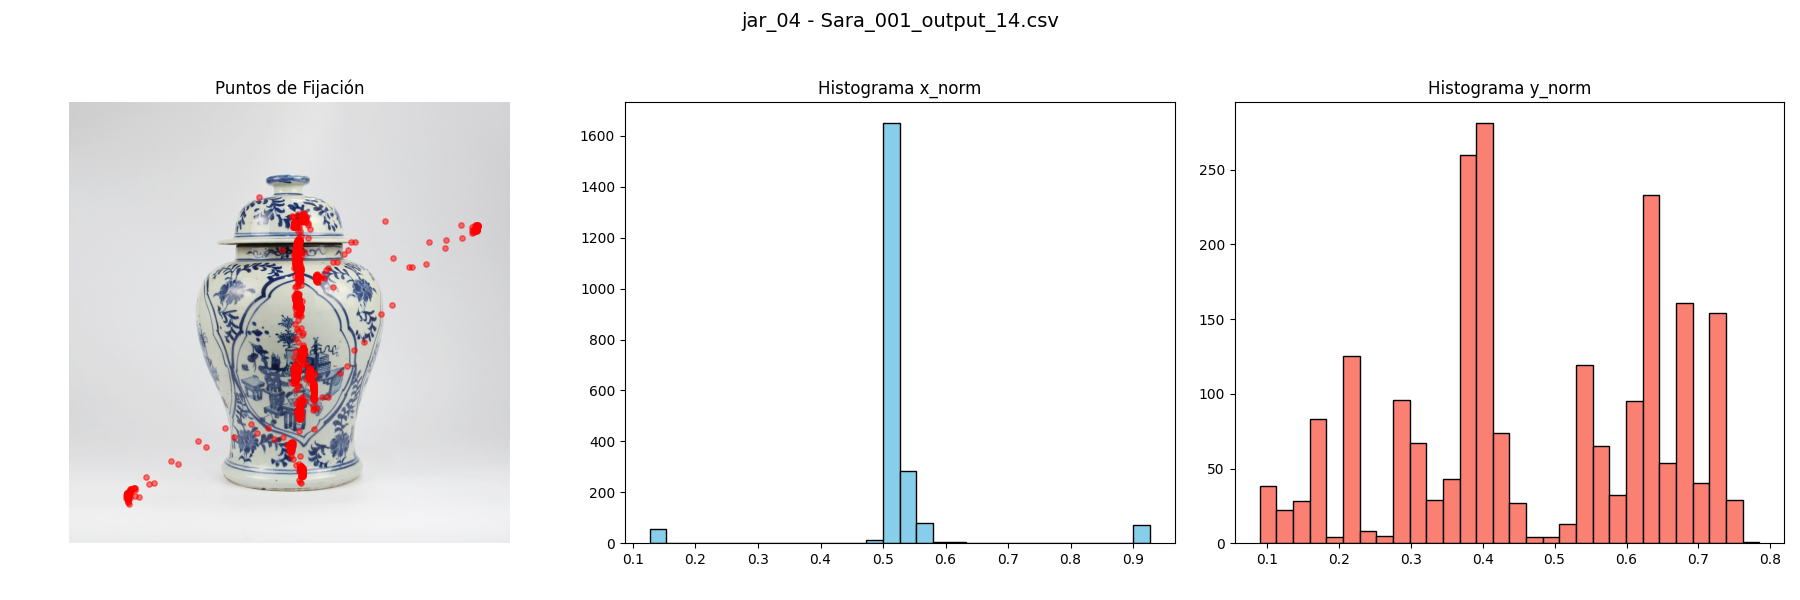 jar_04 - Sara_001_output_14.csv
Puntos de Fijación
Histograma x_norm
1600
1400
1200
1000
800
600
400
200
0
0.1 0.2 0.3 0.4 0.5 0.6 0.7 0.8 0.9
Histograma y_norm
250
200
150
100
50
0
0.1 0.2 0.3 0.4 0.5 0.6 0.7 0.8